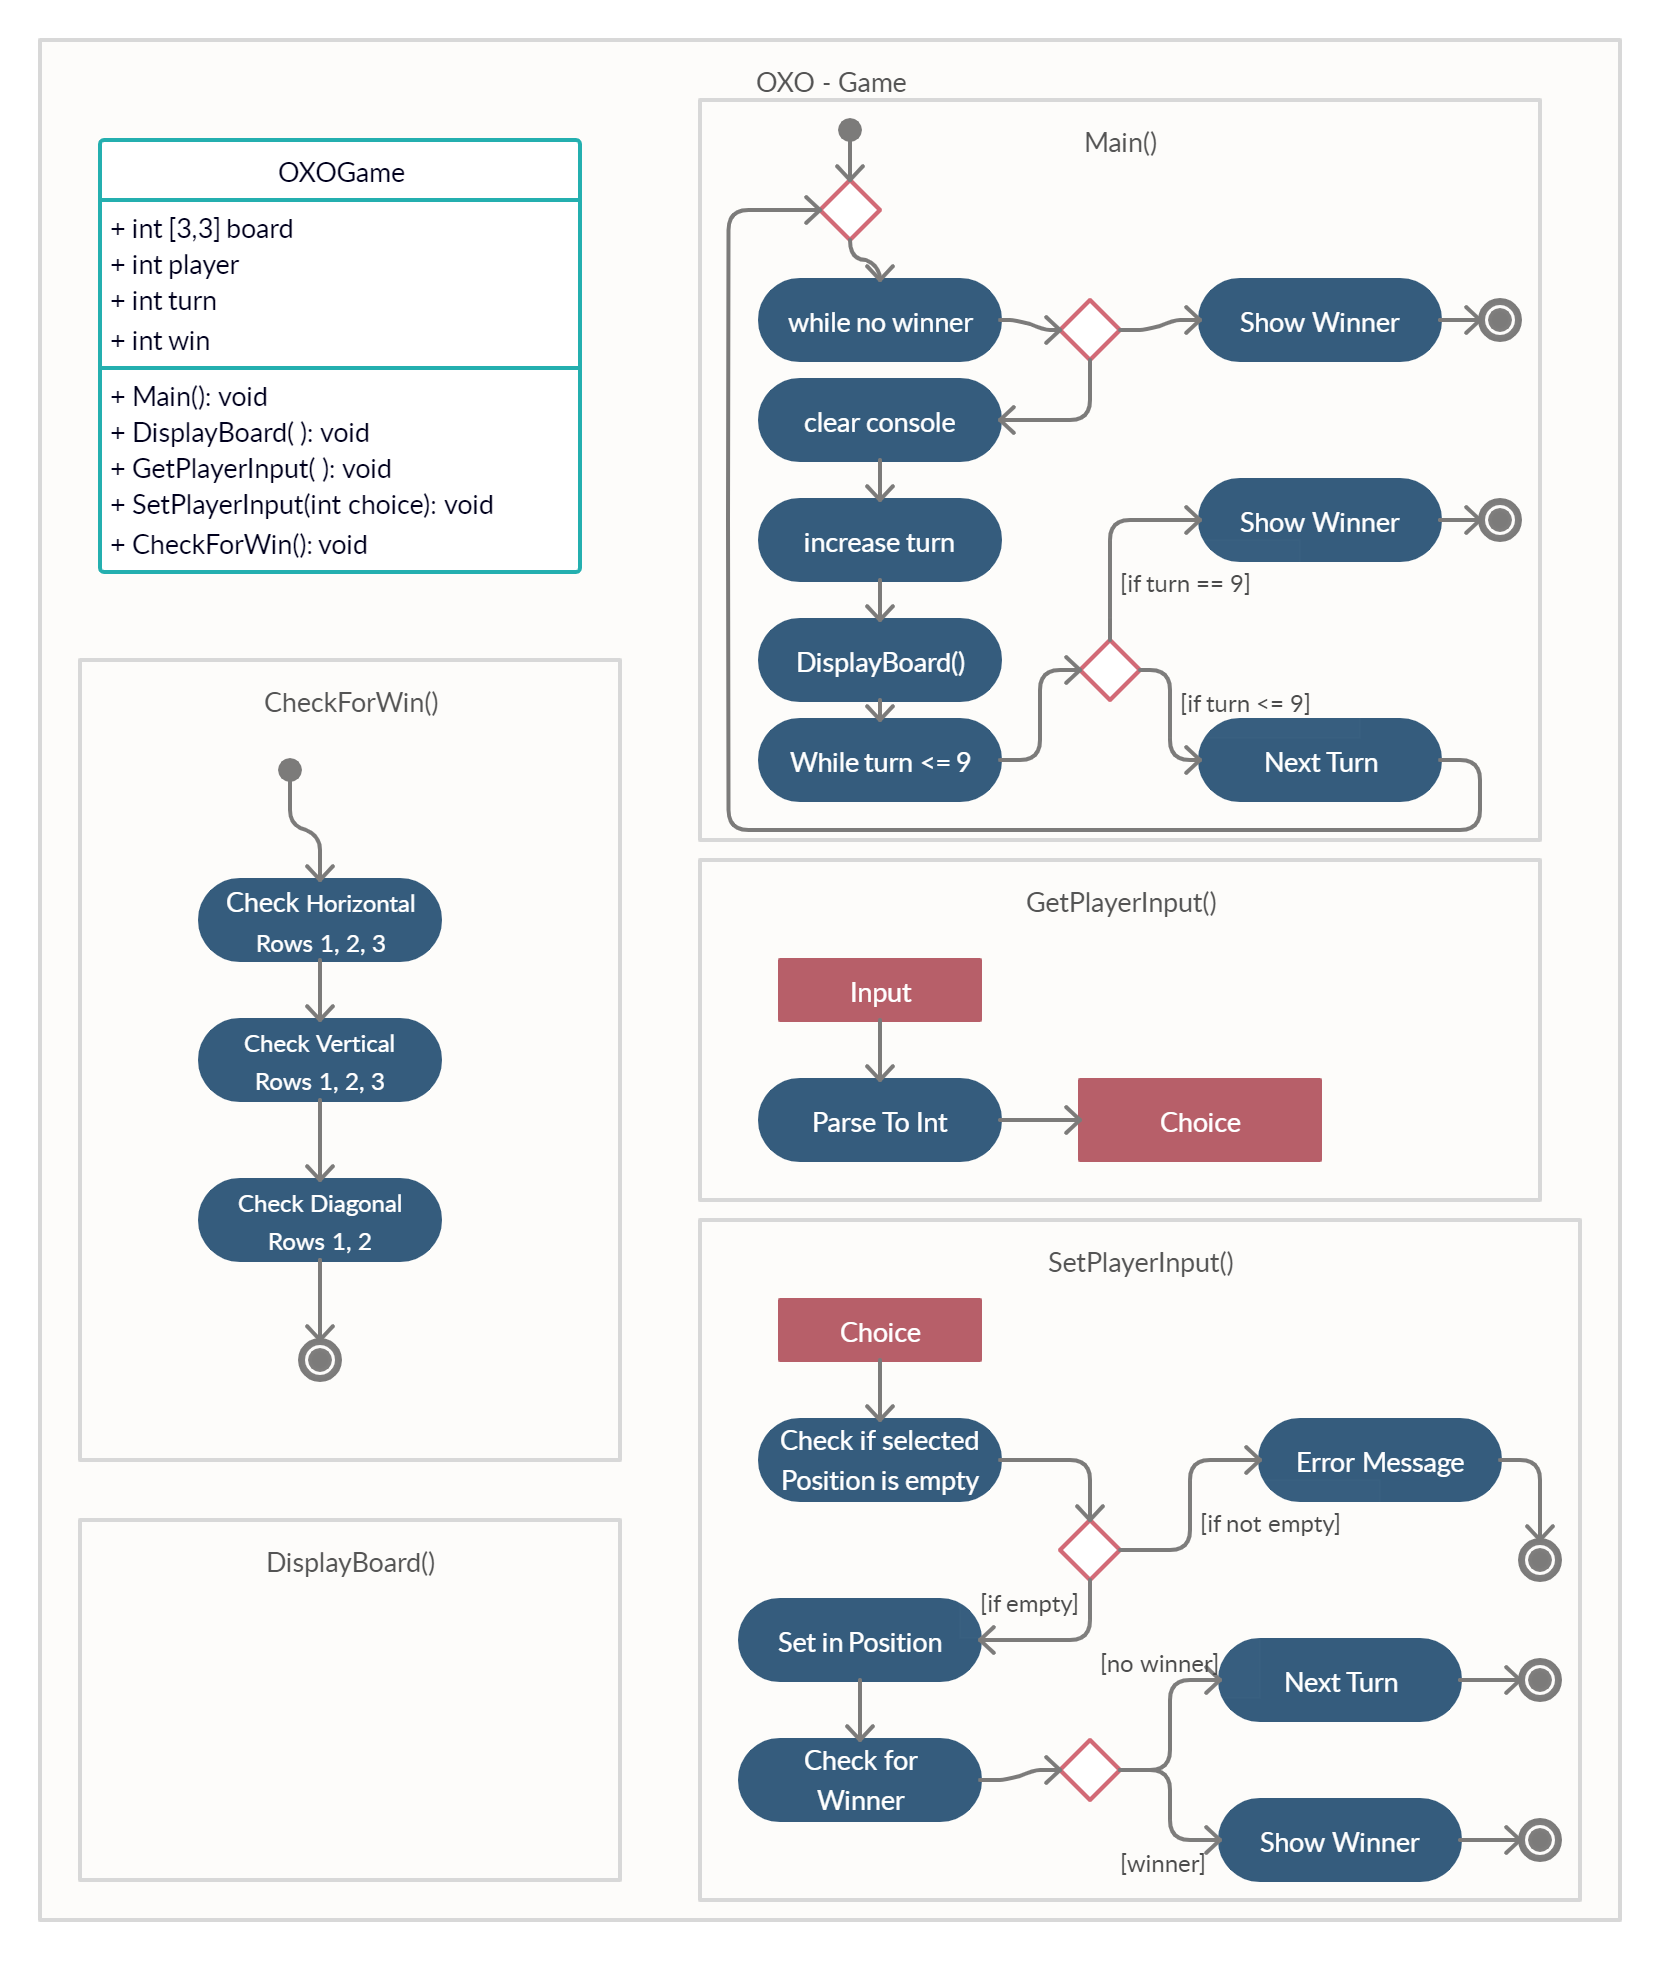 OXO - Game
OXOGame
+ int [3,3] board
+ int player
+ int turn
+ int win
+ Main(): void
+ DisplayBoard( ): void
+ GetPlayerInput( ): void
+ SetPlayerInput(int choice): void
+ CheckForWin(): void
Main()
while no winner
Show Winner
clear console
increase turn
Show Winner
[if turn == 9]
DisplayBoard()
[if turn <= 9]
While turn <= 9
Next Turn
CheckForWin()
Check Horizontal
Rows 1, 2, 3
Check Vertical
Rows 1, 2, 3
Check Diagonal
Rows 1, 2
DisplayBoard()
GetPlayerInput()
Input
Parse To Int
Choice
SetPlayerInput()
Choice
Check if selected
Position is empty
Error Message
[if not empty]
[if empty]
Set in Position
[no winner]
Next Turn
Check for
Winner
Show Winner
[winner]